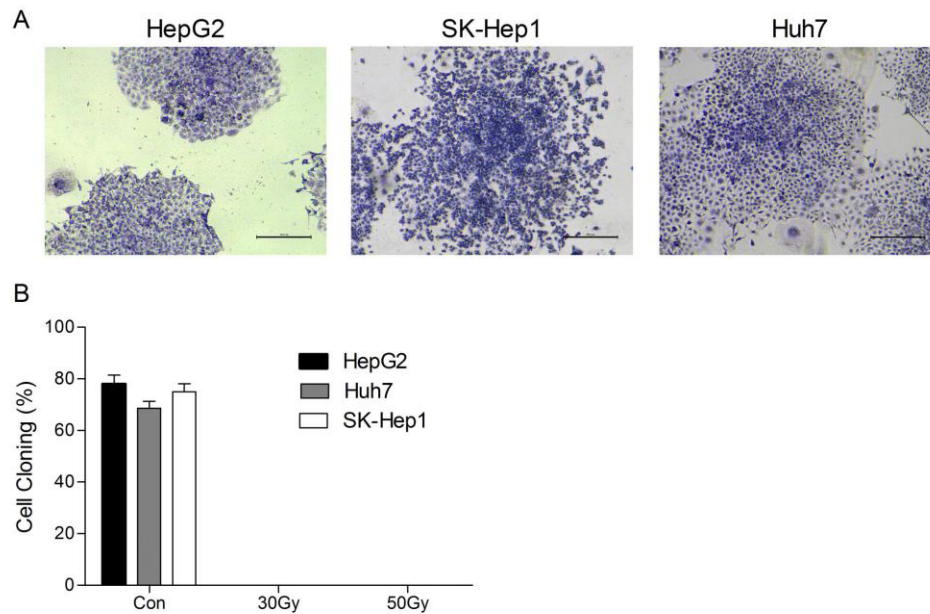 A
HepG2
SK-Hep1
Huh7
B
100
80
60
40
20
0
Cell Cloning (%)
HepG2
Huh7
SK-Hep1
Con
30Gy
50Gy